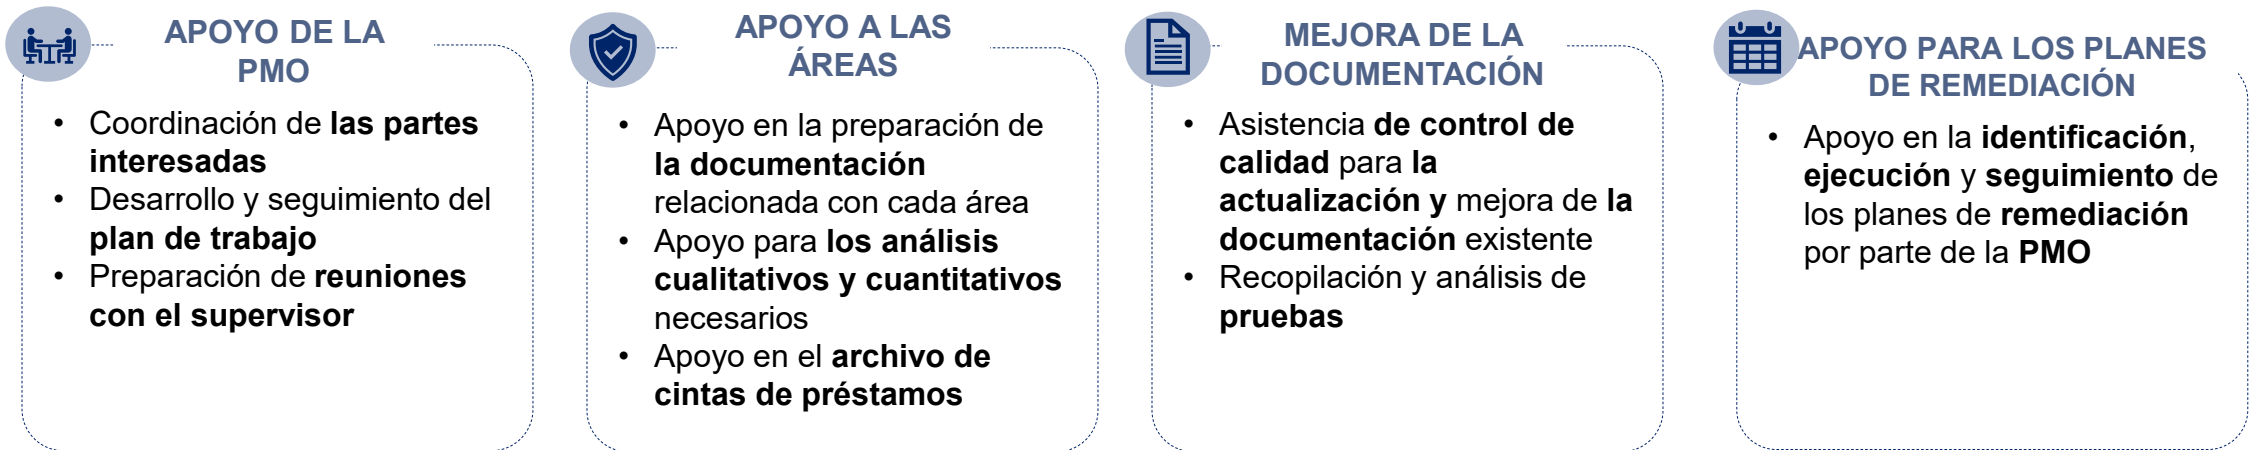 APOYO DE LA
PMO
• Coordinación de las partes
interesadas
• Desarrollo y seguimiento del
plan de trabajo
• Preparación de reuniones
con el supervisor
APOYO A LAS
ÁREAS
• Apoyo en la preparación de
la documentación
relacionada con cada área
• Apoyo para los análisis
cualitativos y cuantitativos
necesarios
• Apoyo en el archivo de
cintas de préstamos
MEJORA DE LA
DOCUMENTACIÓN
• Asistencia de control de
calidad para la
actualización y mejora de la
documentación existente
• Recopilación y análisis de
pruebas
APOYO PARA LOS PLANES
DE REMEDIACIÓN
• Apoyo en la identificación,
ejecución y seguimiento de
los planes de remediación
por parte de la PMO